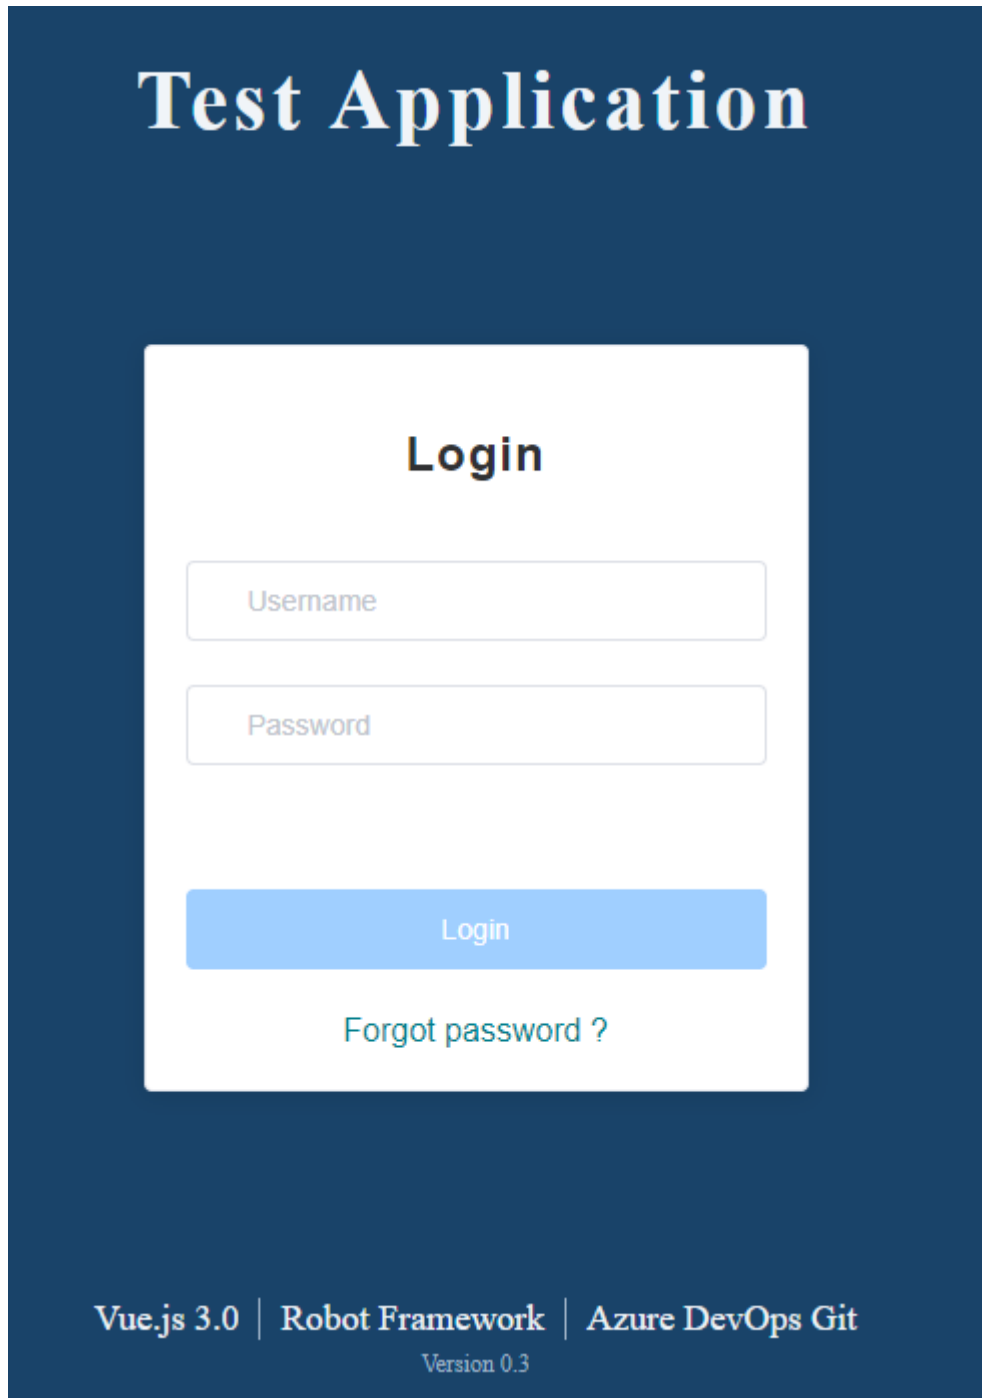 Test Application
Login
Username
Password
Login
Forgot password ?
Vue.js 3.0 | Robot Framework | Azure DevOps Git
Version 0.3